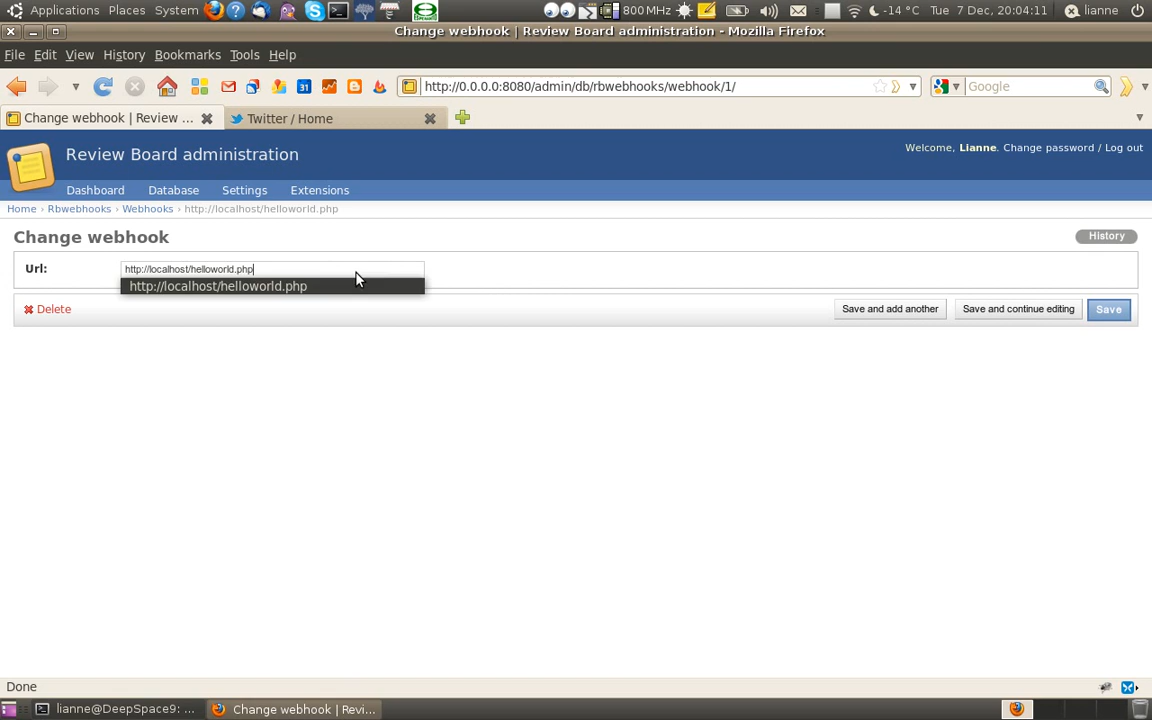 Applications Places System 800 MHz -14 °C Tue 7 Dec, 20:04:11 lianne
Change webhook | Review Board administration - Mozilla Firefox
File Edit View History Bookmarks Tools Help
http://0.0.0.0:8080/admin/db/rbwebhooks/webhook/1/ Google
Change webhook | Review ... Twitter / Home
Review Board administration
Welcome, Lianne. Change password / Log out
Dashboard Database Settings Extensions
Home › Rbwebhooks › Webhooks › http://localhost/helloworld.php
Change webhook History
Url: http://localhost/helloworld.php
http://localhost/helloworld.php
Delete Save and add another Save and continue editing Save
Done
lianne@DeepSpace9: ... Change webhook | Revi...